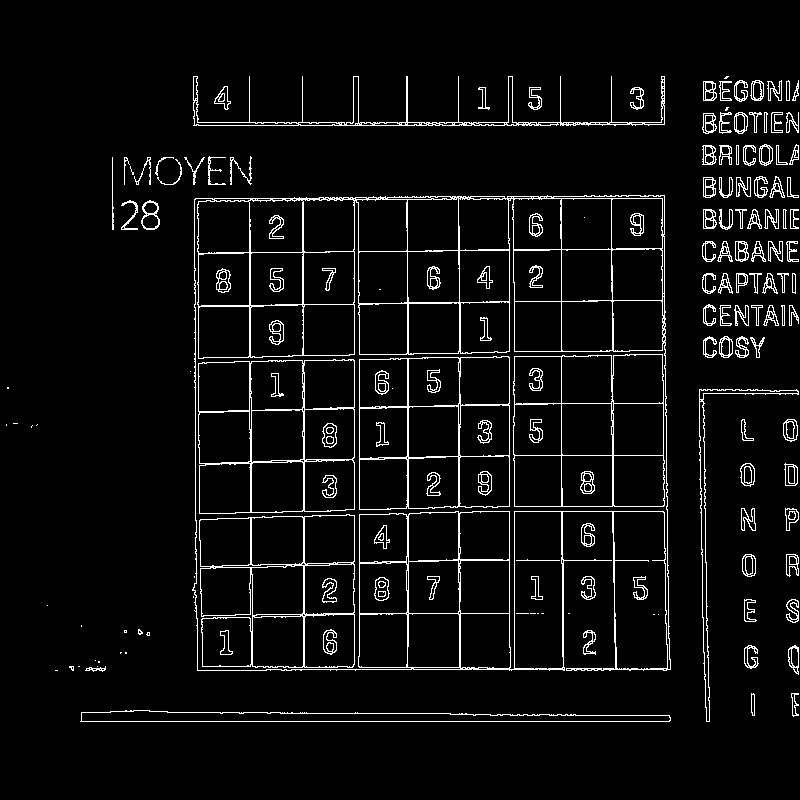 4 1 5 3
MOYEN
28
2 6 9
8 5 7 6 4 2
9 1
1 6 5 3
8 1 3 5
3 2 9 8
4 6
2 8 7 1 3 5
1 6 2
BÉGONIA
BÉOTIEN
BRICOLA
BUNGAL
BUTANIE
CABANE
CAPTATI
CENTAIN
COSY
L O
O D
N P
O R
E S
G Q
I E